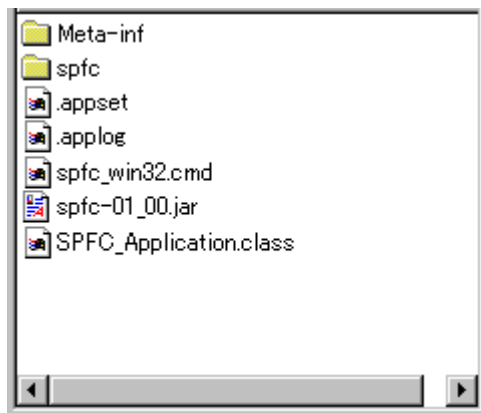 Meta-inf
spfc
.appset
.applog
spfc_win32.cmd
spfc-01_00.jar
SPFC_Application.class